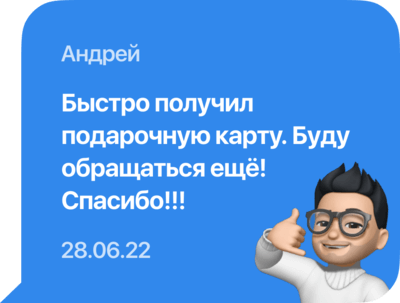 Андрей
Быстро получил
подарочную карту. Буду
обращаться ещё!
Спасибо!!!
28.06.22